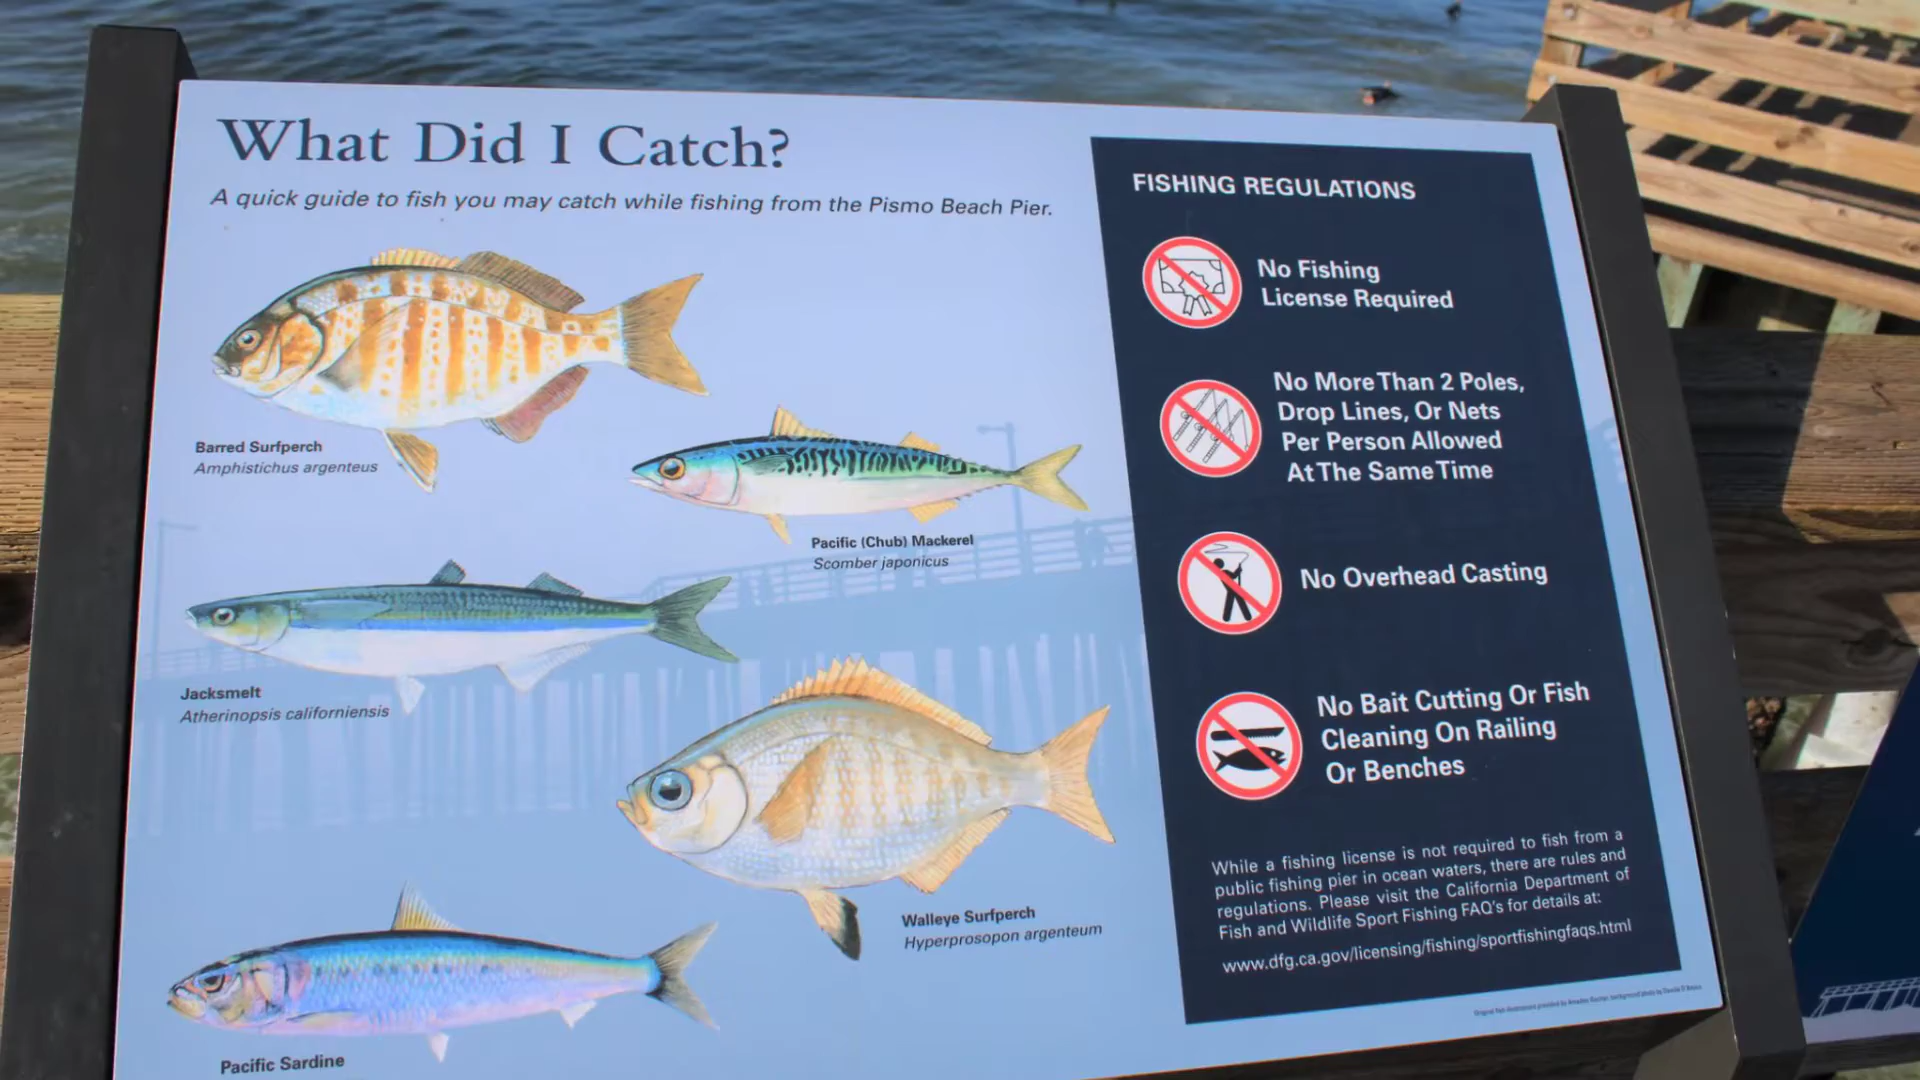 What Did I Catch?
A quick guide to fish you may catch while fishing from the Pismo Beach Pier.
Barred Surfperch
Amphistichus argenteus
Pacific (Chub) Mackerel
Scomber japonicus
Jacksmelt
Atherinopsis californiensis
Walleye Surfperch
Hyperprosopon argenteum
Pacific Sardine
FISHING REGULATIONS
No Fishing
License Required
No More Than 2 Poles,
Drop Lines, Or Nets
Per Person Allowed
At The Same Time
No Overhead Casting
No Bait Cutting Or Fish
Cleaning On Railing
Or Benches
While a fishing license is not required to fish from a
public fishing pier in ocean waters, there are rules and
regulations. Please visit the California Department of
Fish and Wildlife Sport Fishing FAQ's for details at:
www.dfg.ca.gov/licensing/fishing/sportfishingfaqs.html